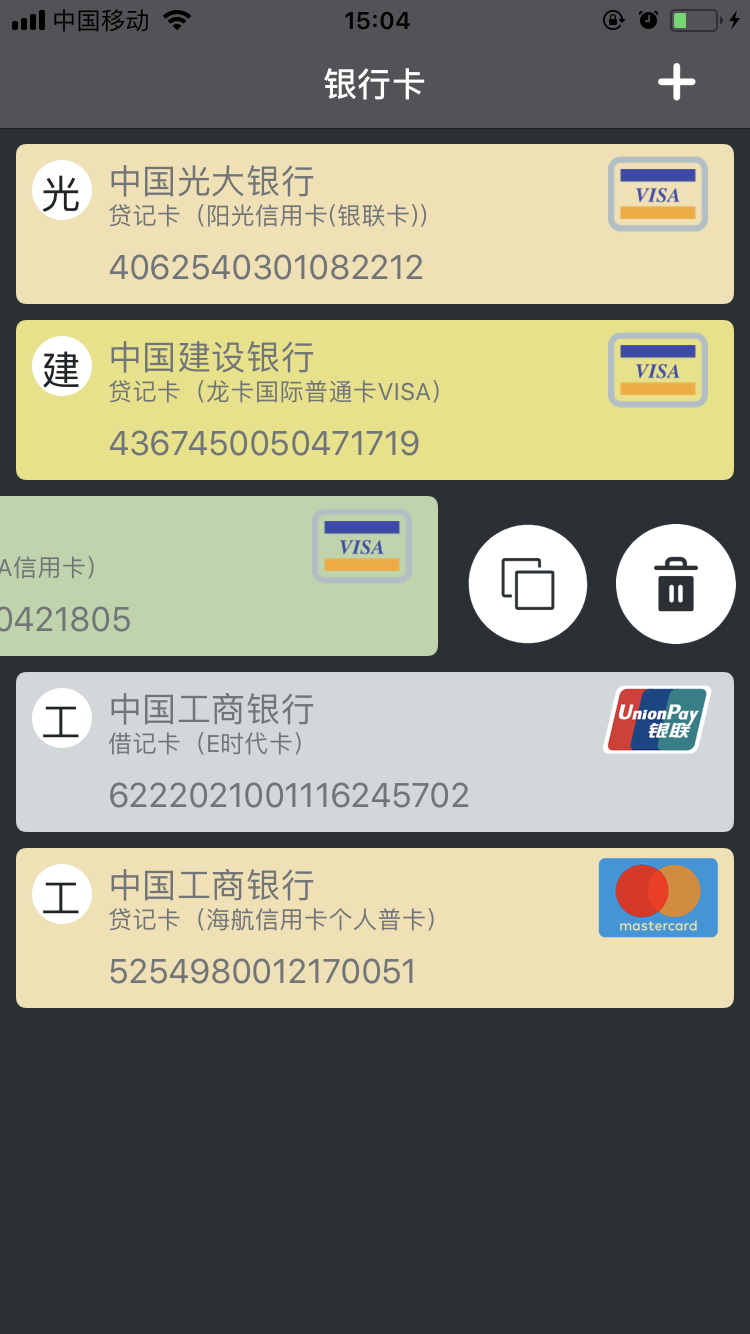 中国移动 15:04
银行卡
光 中国光大银行
贷记卡（阳光信用卡(银联卡)）
VISA
4062540301082212
建 中国建设银行
贷记卡（龙卡国际普通卡VISA）
VISA
4367450050471719
A信用卡）
VISA
0421805
工 中国工商银行
借记卡（E时代卡）
UnionPay
银联
6222021001116245702
工 中国工商银行
贷记卡（海航信用卡个人普卡）
mastercard
5254980012170051